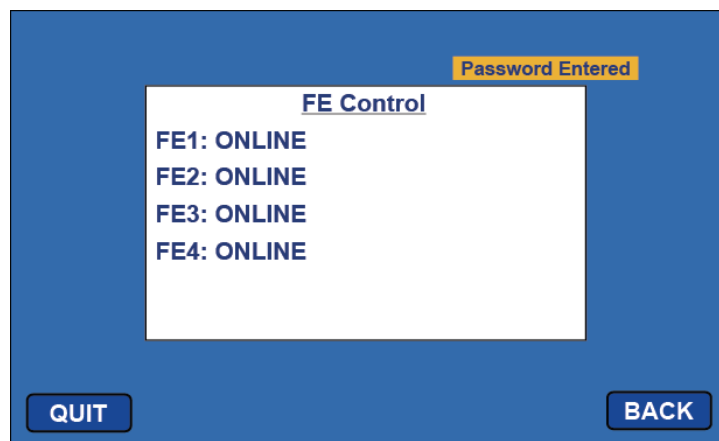 Password Entered
FE Control
FE1: ONLINE
FE2: ONLINE
FE3: ONLINE
FE4: ONLINE
QUIT
BACK